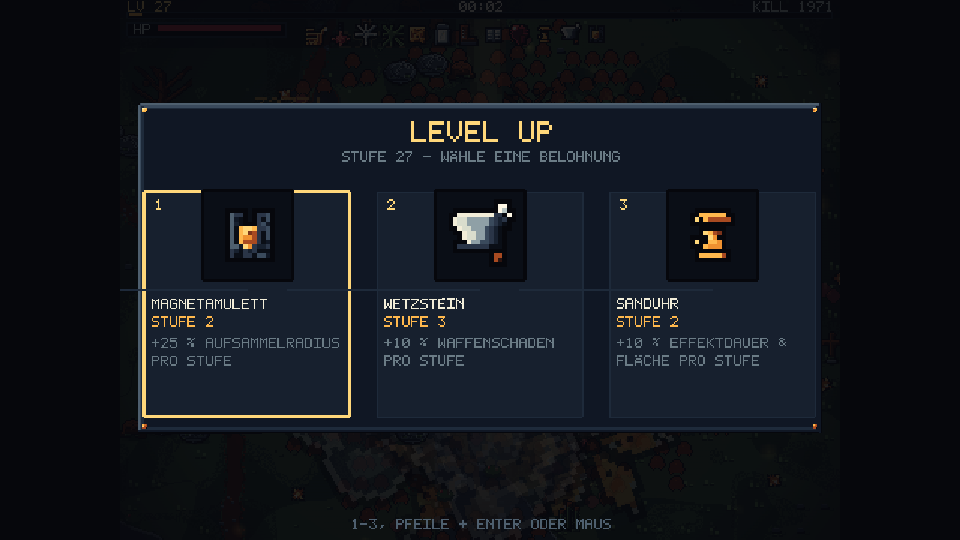 LV 27
00:02
KILL 1971
HP
LEVEL UP
STUFE 27 – WÄHLE EINE BELOHNUNG
1
2
3
MAGNETAMULETT
STUFE 2
+25 % AUFSAMMELRADIUS
PRO STUFE
WETZSTEIN
STUFE 3
+10 % WAFFENSCHADEN
PRO STUFE
SANDUHR
STUFE 2
+10 % EFFEKTDAUER &
FLÄCHE PRO STUFE
1-3, PFEILE + ENTER ODER MAUS